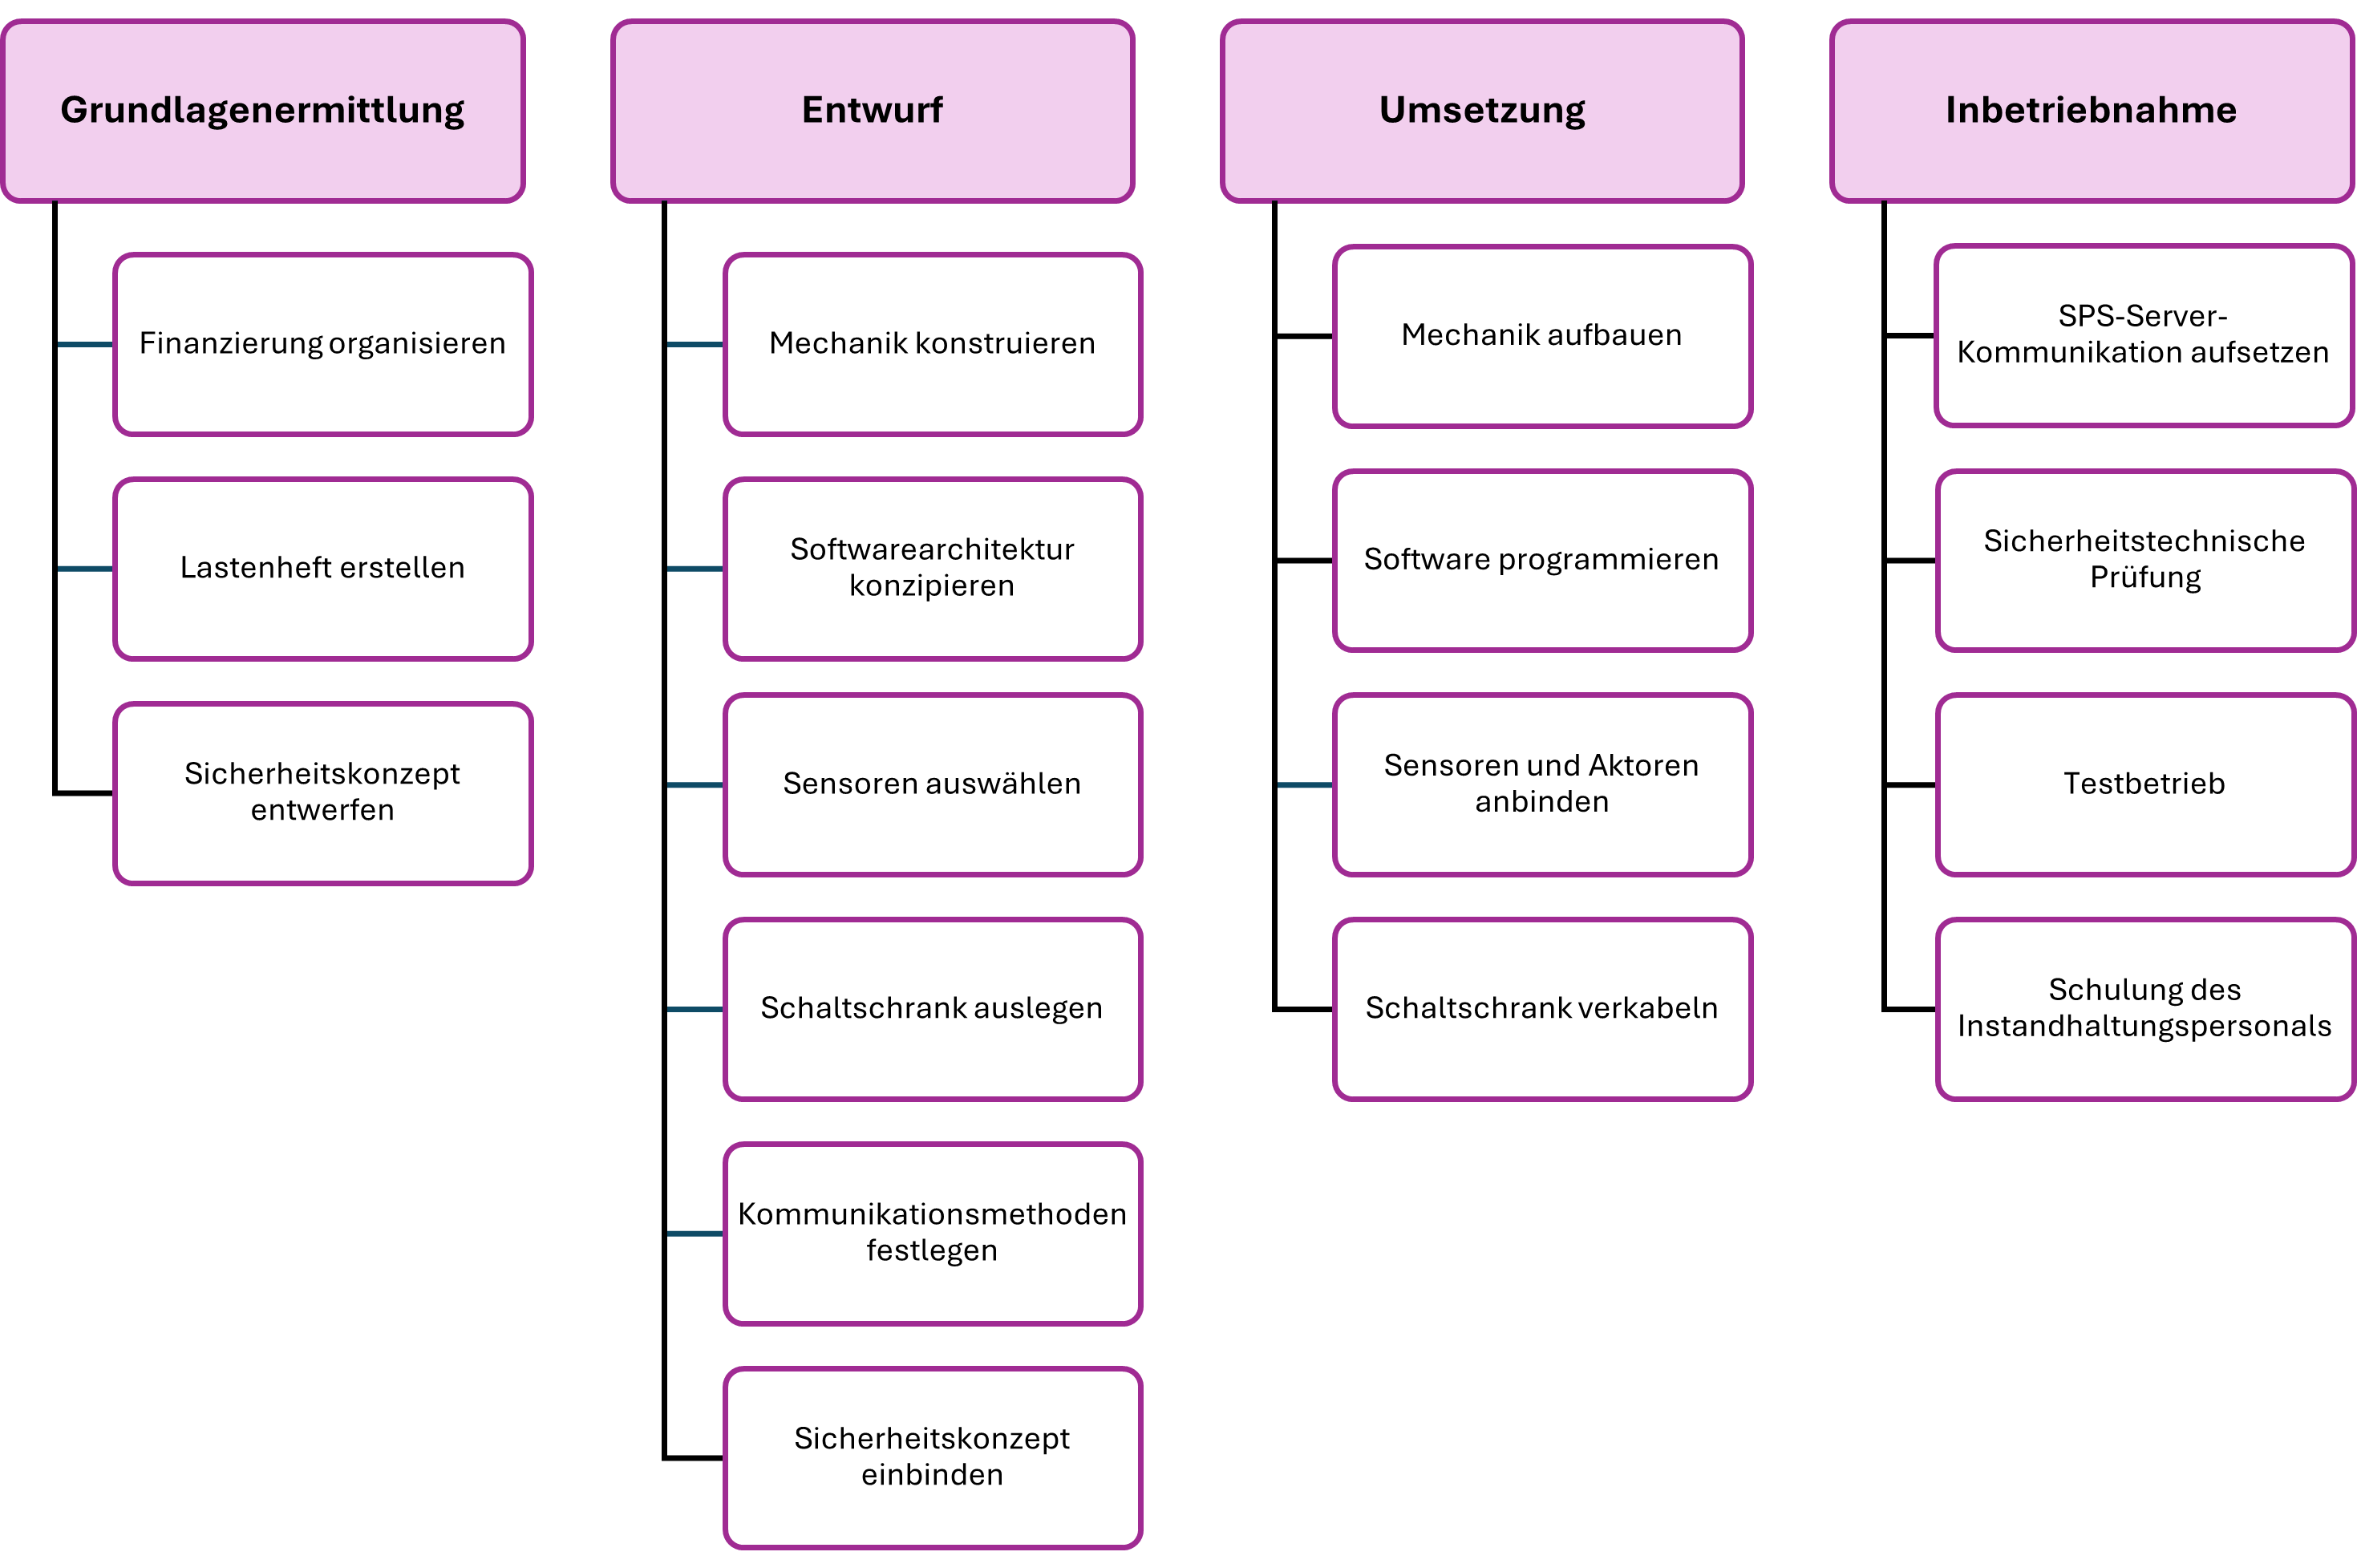 Grundlagenermittlung
Finanzierung organisieren
Lastenheft erstellen
Sicherheitskonzept
entwerfen
Entwurf
Mechanik konstruieren
Softwarearchitektur
konzipieren
Sensoren auswählen
Schaltschrank auslegen
Kommunikationsmethoden
festlegen
Sicherheitskonzept
einbinden
Umsetzung
Mechanik aufbauen
Software programmieren
Sensoren und Aktoren
anbinden
Schaltschrank verkabeln
Inbetriebnahme
SPS-Server-
Kommunikation aufsetzen
Sicherheitstechnische
Prüfung
Testbetrieb
Schulung des
Instandhaltungspersonals